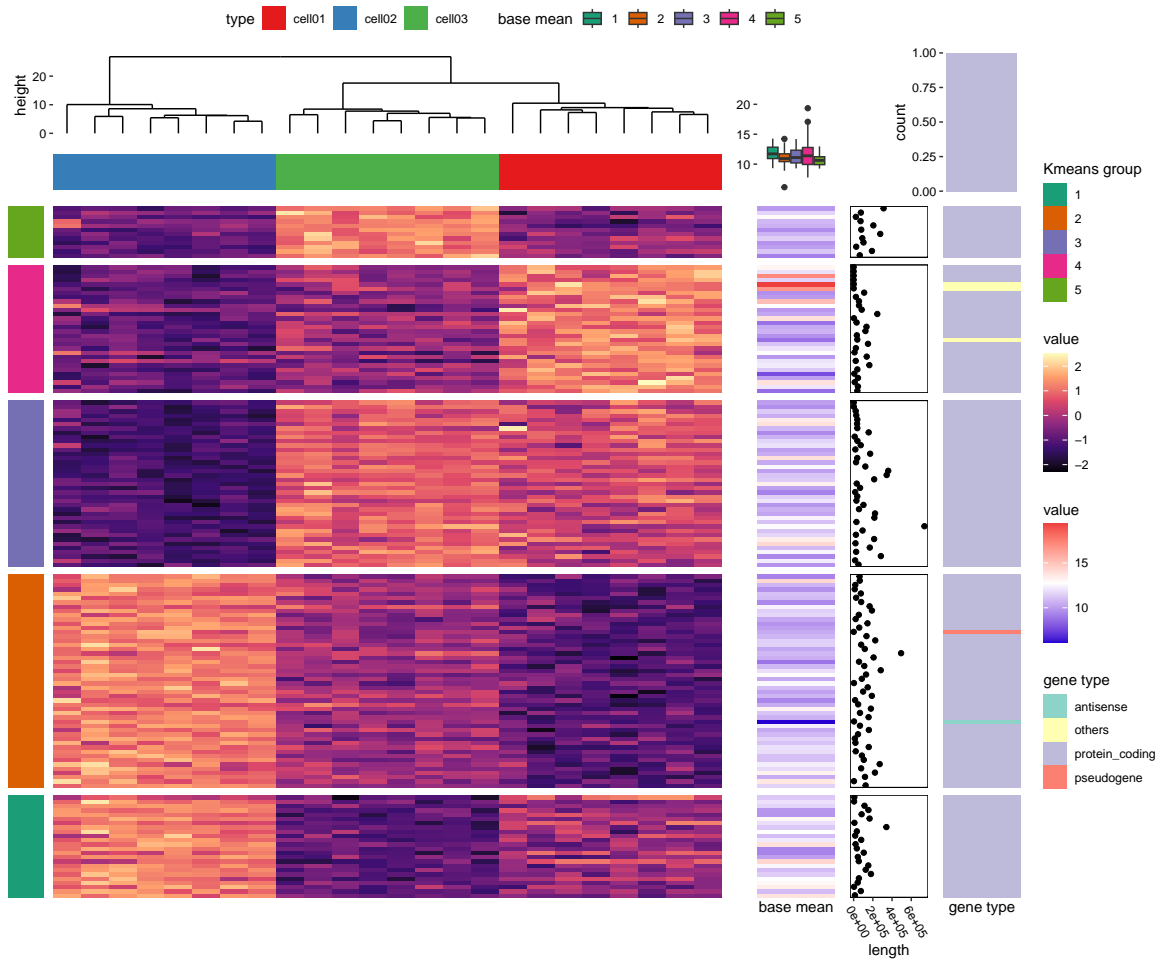 type cell01 cell02 cell03 base mean 1 2 3 4 5
height
20
10
0
20
15
10
count
1.00
0.75
0.50
0.25
0.00
Kmeans group
1
2
3
4
5
value
2
1
0
−1
−2
value
15
10
gene type
antisense
others
protein_coding
pseudogene
base mean
0e+00
2e+05
4e+05
6e+05
length
gene type